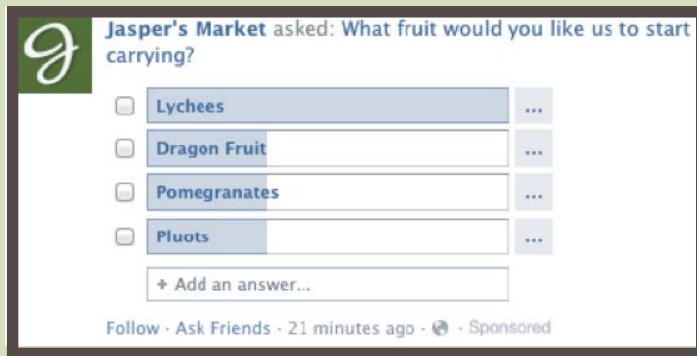 Jasper's Market asked: What fruit would you like us to start
carrying?
Lychees
...
Dragon Fruit
...
Pomegranates
...
Pluots
...
+ Add an answer...
Follow · Ask Friends · 21 minutes ago · Sponsored